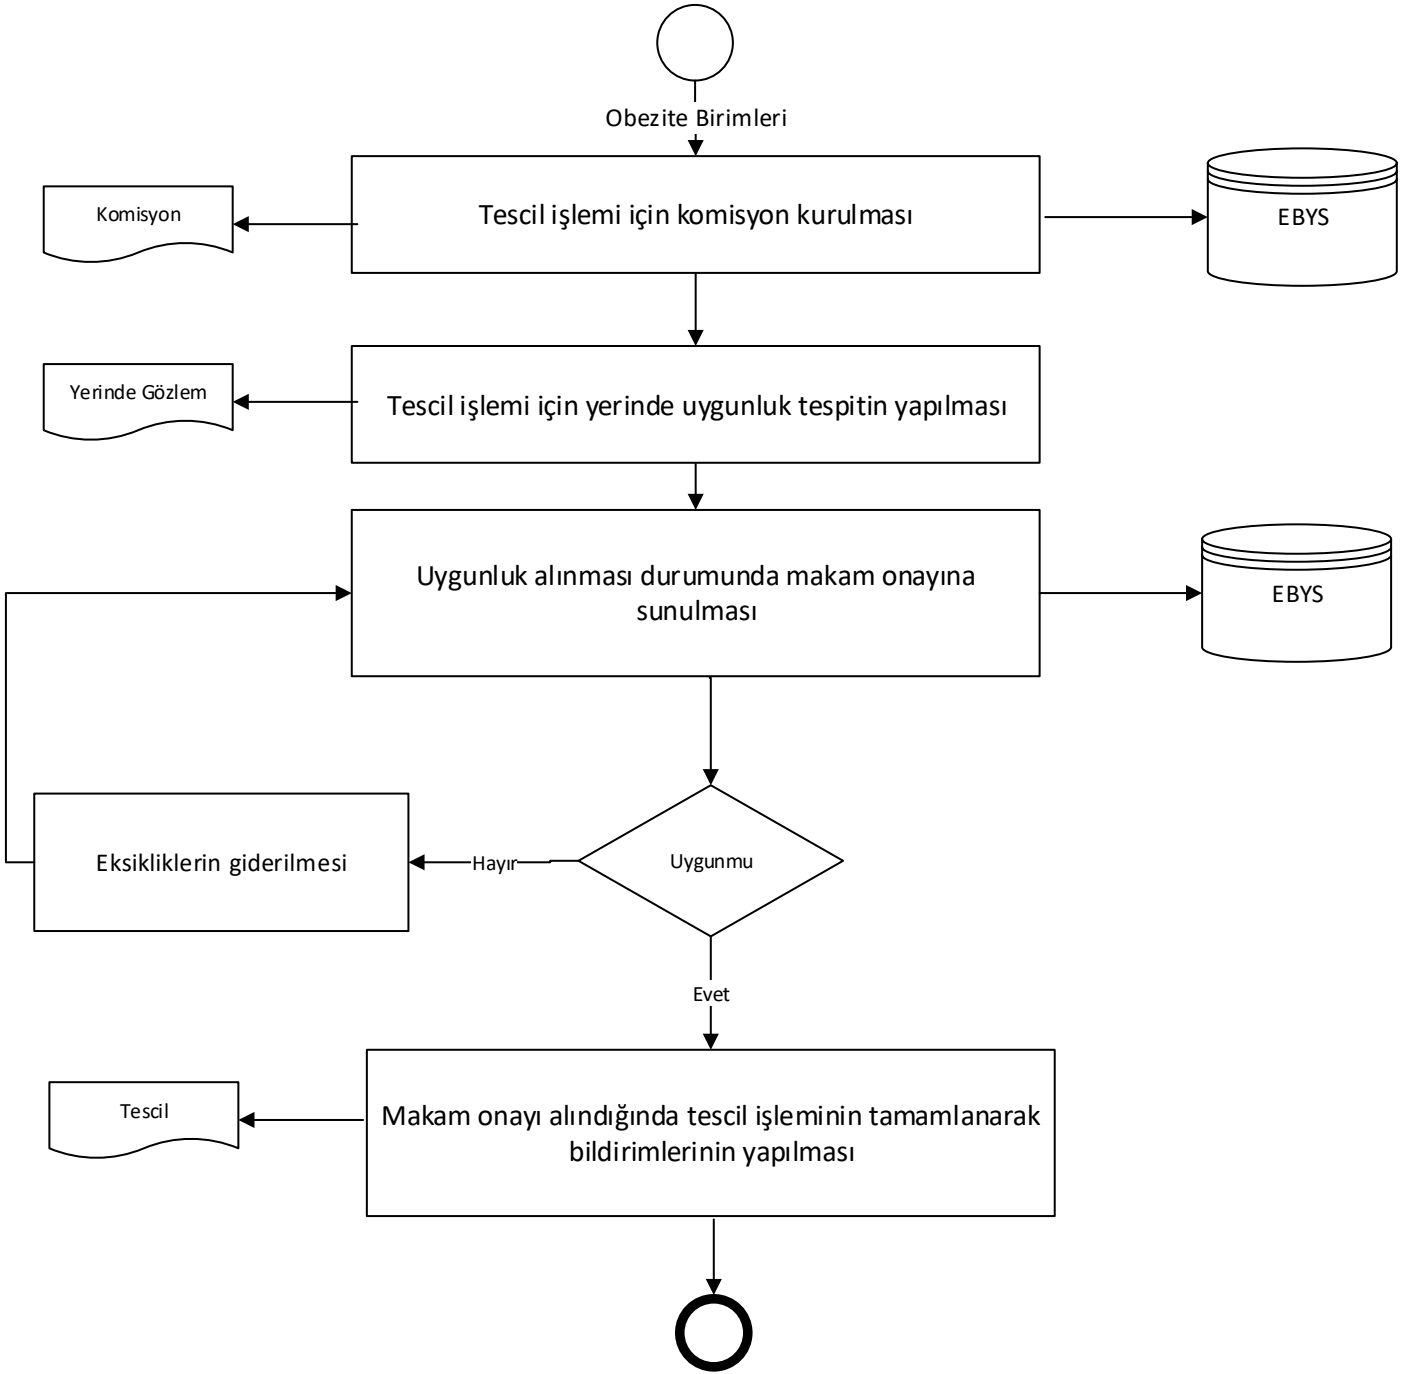 Obezite Birimleri
Komisyon
Tescil işlemi için komisyon kurulması
EBYS
Yerinde Gözlem
Tescil işlemi için yerinde uygunluk tespitin yapılması
Uygunluk alınması durumunda makam onayına
sunulması
EBYS
Eksikliklerin giderilmesi
Hayır
Uygunmu
Evet
Tescil
Makam onayı alındığında tescil işleminin tamamlanarak
bildirimlerinin yapılması